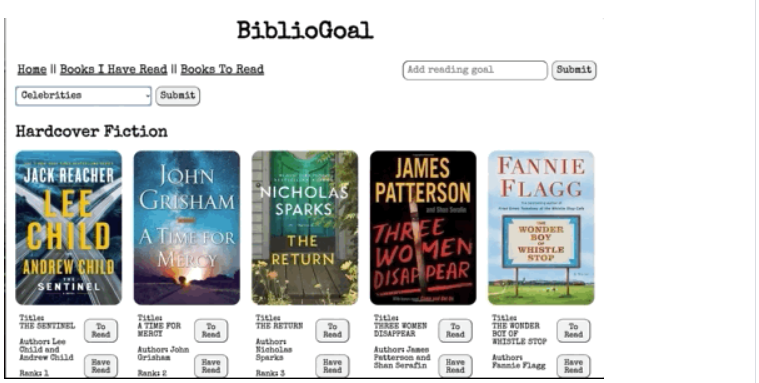 BiblioGoal
Home || Books I Have Read || Books To Read
Add reading goal
Submit
Celebrities
Submit
Hardcover Fiction
JACK REACHER
LEE
CHILD
ANDREW CHILD
THE
SENTINEL
JOHN
GRISHAM
A TIME FOR
MERCY
NICHOLAS
SPARKS
THE
RETURN
JAMES
PATTERSON
and Shan Serafin
THREE
WOMEN
DISAPPEAR
FANNIE
FLAGG
THE
WONDER
BOY
OF
WHISTLE
STOP
Title:
THE SENTINEL
Author: Lee
Child and
Andrew Child
Rank: 1
To
Read
Have
Read
Title:
A TIME FOR
MERCY
Author: John
Grisham
Rank: 2
To
Read
Have
Read
Title:
THE RETURN
Author:
Nicholas
Sparks
Rank: 3
To
Read
Have
Read
Title:
THREE WOMEN
DISAPPEAR
Author: James
Patterson and
Shan Serafin
To
Read
Have
Read
Title:
THE WONDER
BOY OF
WHISTLE STOP
Author:
Fannie Flagg
To
Read
Have
Read